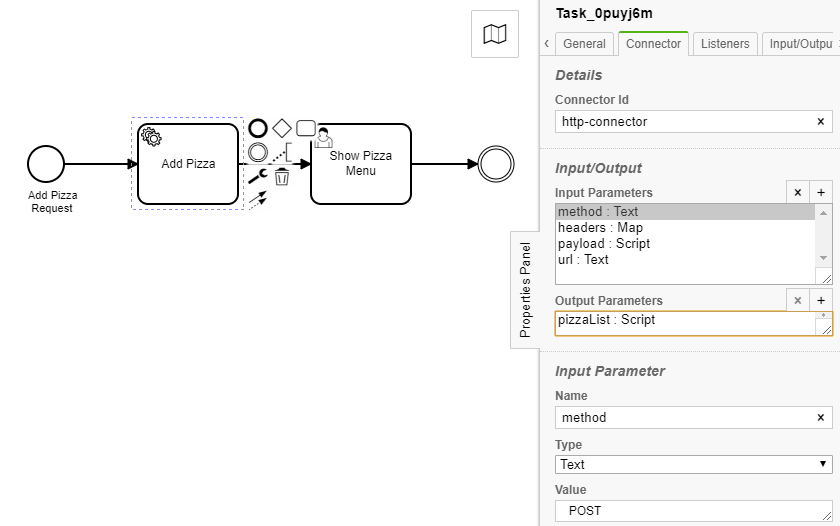 Add Pizza
Request
Add Pizza
Show Pizza
Menu
Properties Panel
Task_0puyj6m
General
Connector
Listeners
Input/Outpu
Details
Connector Id
http-connector
Input/Output
Input Parameters
method : Text
headers : Map
payload : Script
url : Text
Output Parameters
pizzaList : Script
Input Parameter
Name
method
Type
Text
Value
POST